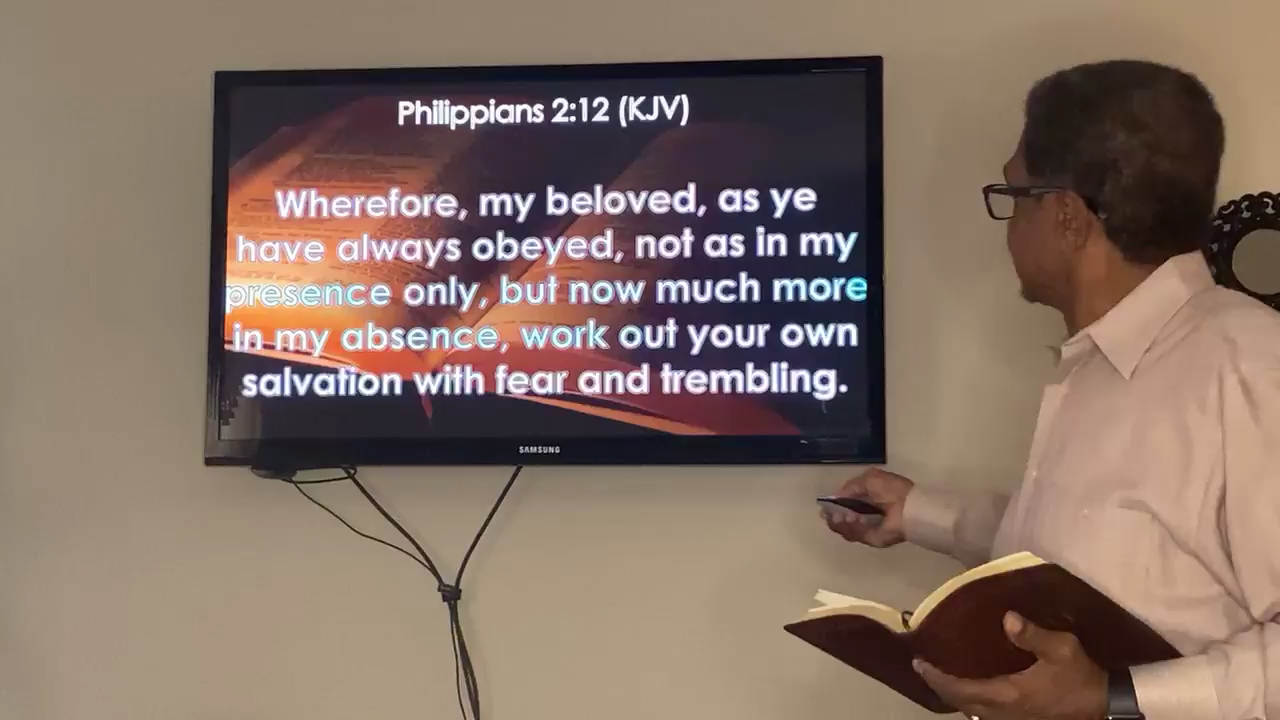 Philippians 2:12 (KJV)
Wherefore, my beloved, as ye
have always obeyed, not as in my
presence only, but now much more
in my absence, work out your own
salvation with fear and trembling.
SAMSUNG